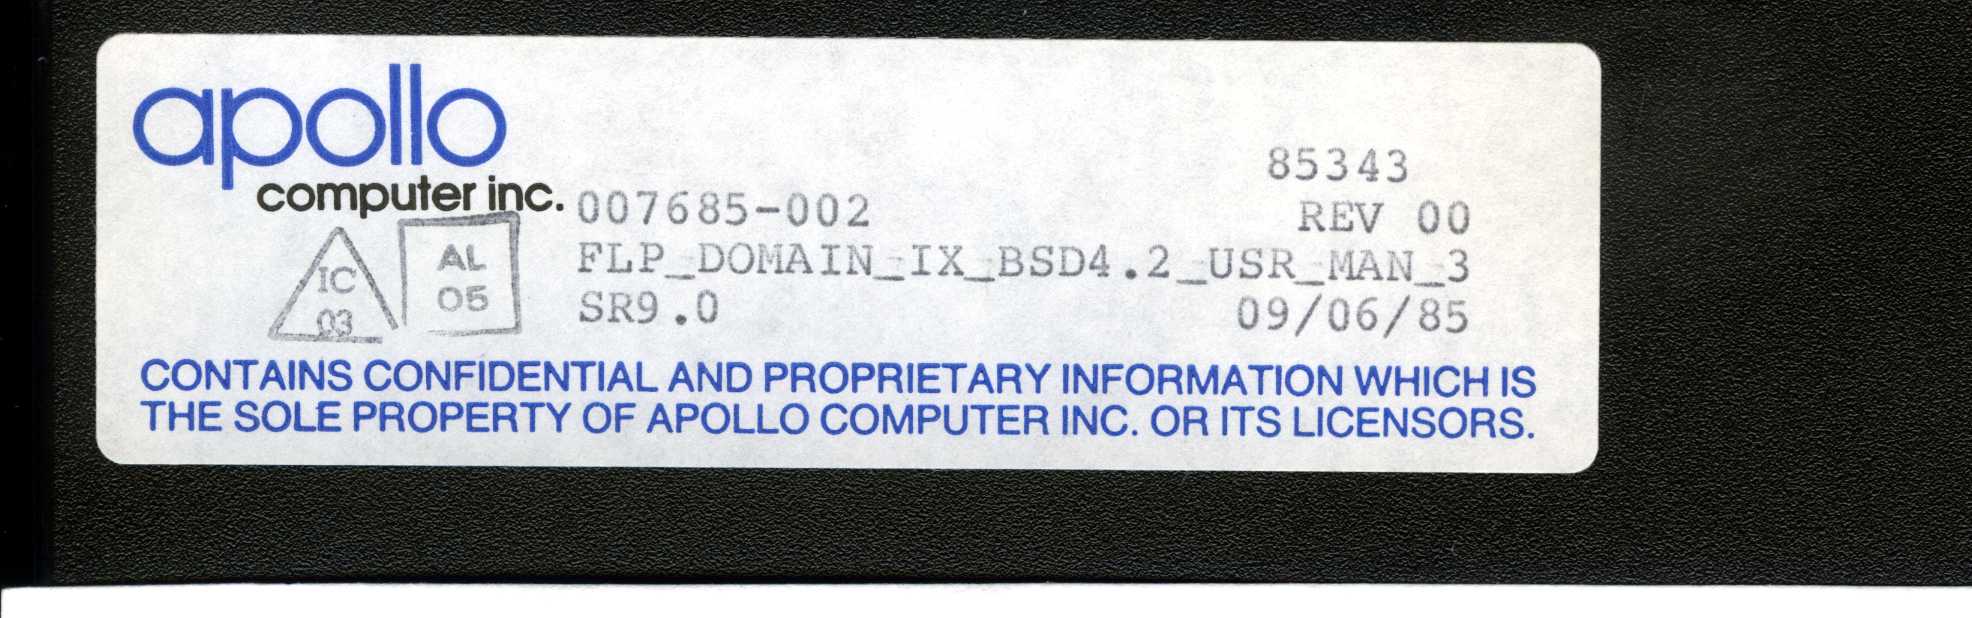 apollo
computer inc.
85343
007685-002 REV 00
FLP_DOMAIN_IX_BSD4.2_USR_MAN_3
SR9.0 09/06/85
IC
03
AL
05
CONTAINS CONFIDENTIAL AND PROPRIETARY INFORMATION WHICH IS
THE SOLE PROPERTY OF APOLLO COMPUTER INC. OR ITS LICENSORS.